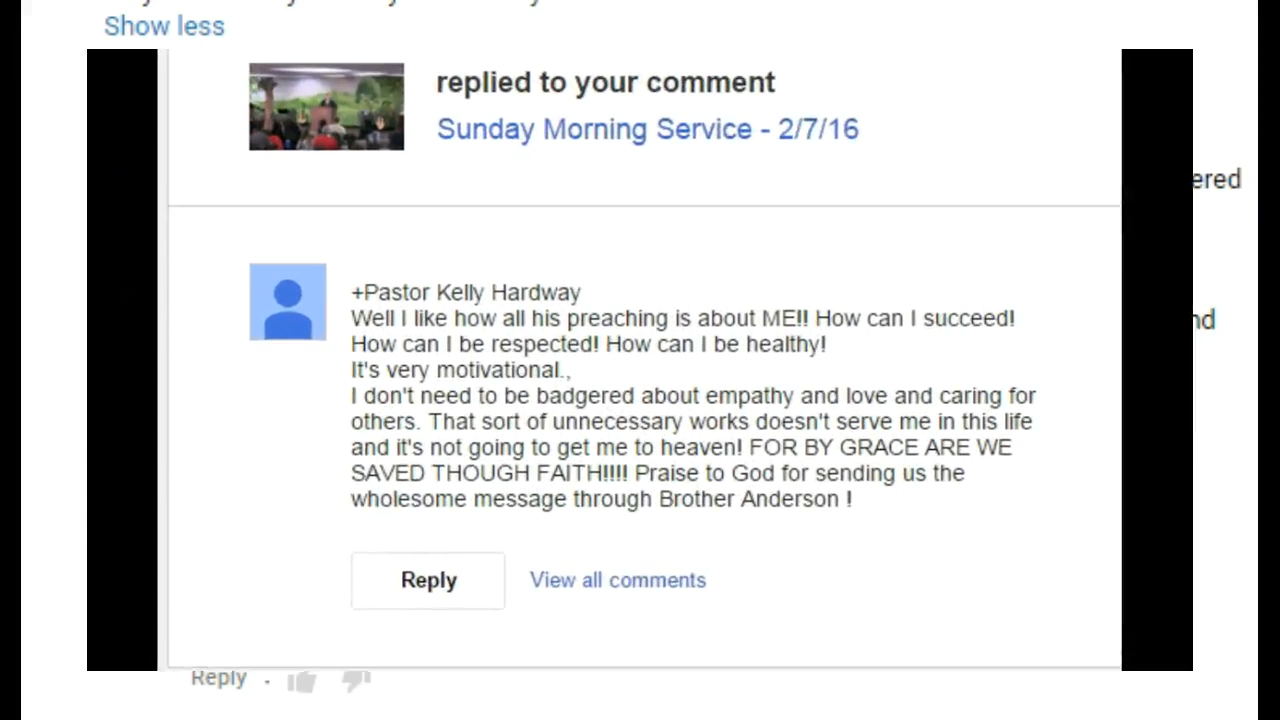 Show less
replied to your comment
Sunday Morning Service - 2/7/16
ered
+Pastor Kelly Hardway
Well I like how all his preaching is about ME!! How can I succeed!
nd
How can I be respected! How can I be healthy!
It's very motivational.,
I don't need to be badgered about empathy and love and caring for
others. That sort of unnecessary works doesn't serve me in this life
and it's not going to get me to heaven! FOR BY GRACE ARE WE
SAVED THOUGH FAITH!!!! Praise to God for sending us the
wholesome message through Brother Anderson !
Reply View all comments
Reply .